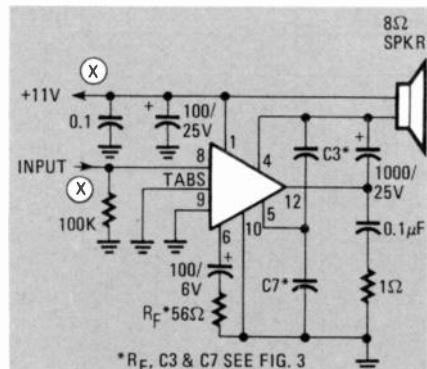 8Ω
SPKR
X
+11V
0.1
+
100/
25V
1
4
C3*
+
1000/
25V
INPUT
8
X
TABS
9
12
5
10
6
100K
+
100/
6V
0.1μF
C7*
1Ω
RF*56Ω
*RF, C3 & C7 SEE FIG. 3